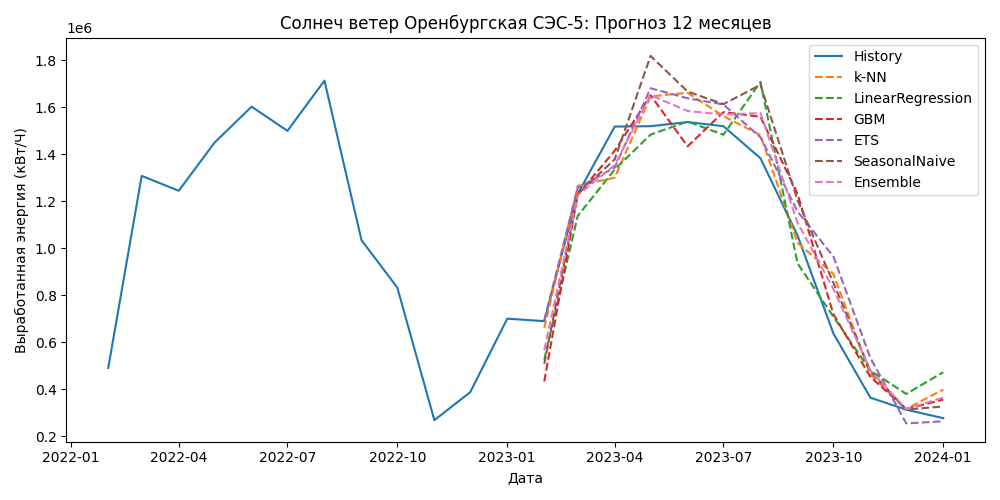 Солнеч ветер Оренбургская СЭС-5: Прогноз 12 месяцев
1e6
1.8
1.6
1.4
1.2
1.0
0.8
0.6
0.4
0.2
Выработанная энергия (кВт/Ч)
History
k-NN
LinearRegression
GBM
ETS
SeasonalNaive
Ensemble
2022-01 2022-04 2022-07 2022-10 2023-01 2023-04 2023-07 2023-10 2024-01
Дата